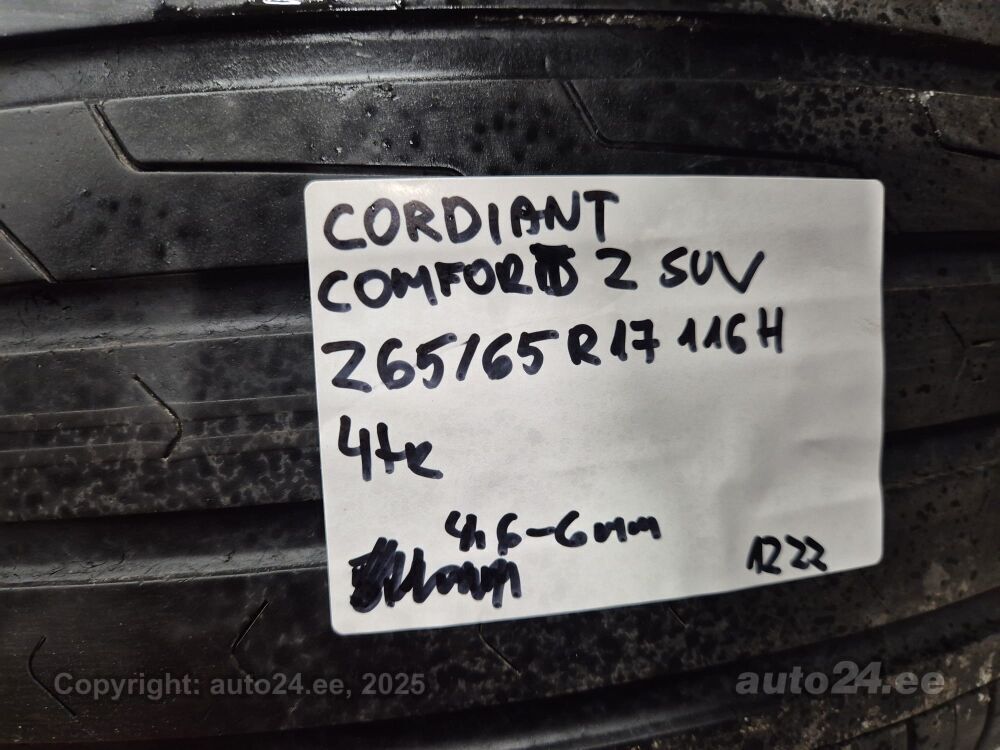 CORDIANT
COMFORT 2 SUV
265/65 R17 116H
4tk
4,6-6mm
1222
Copyright: auto24.ee, 2025
auto24.ee